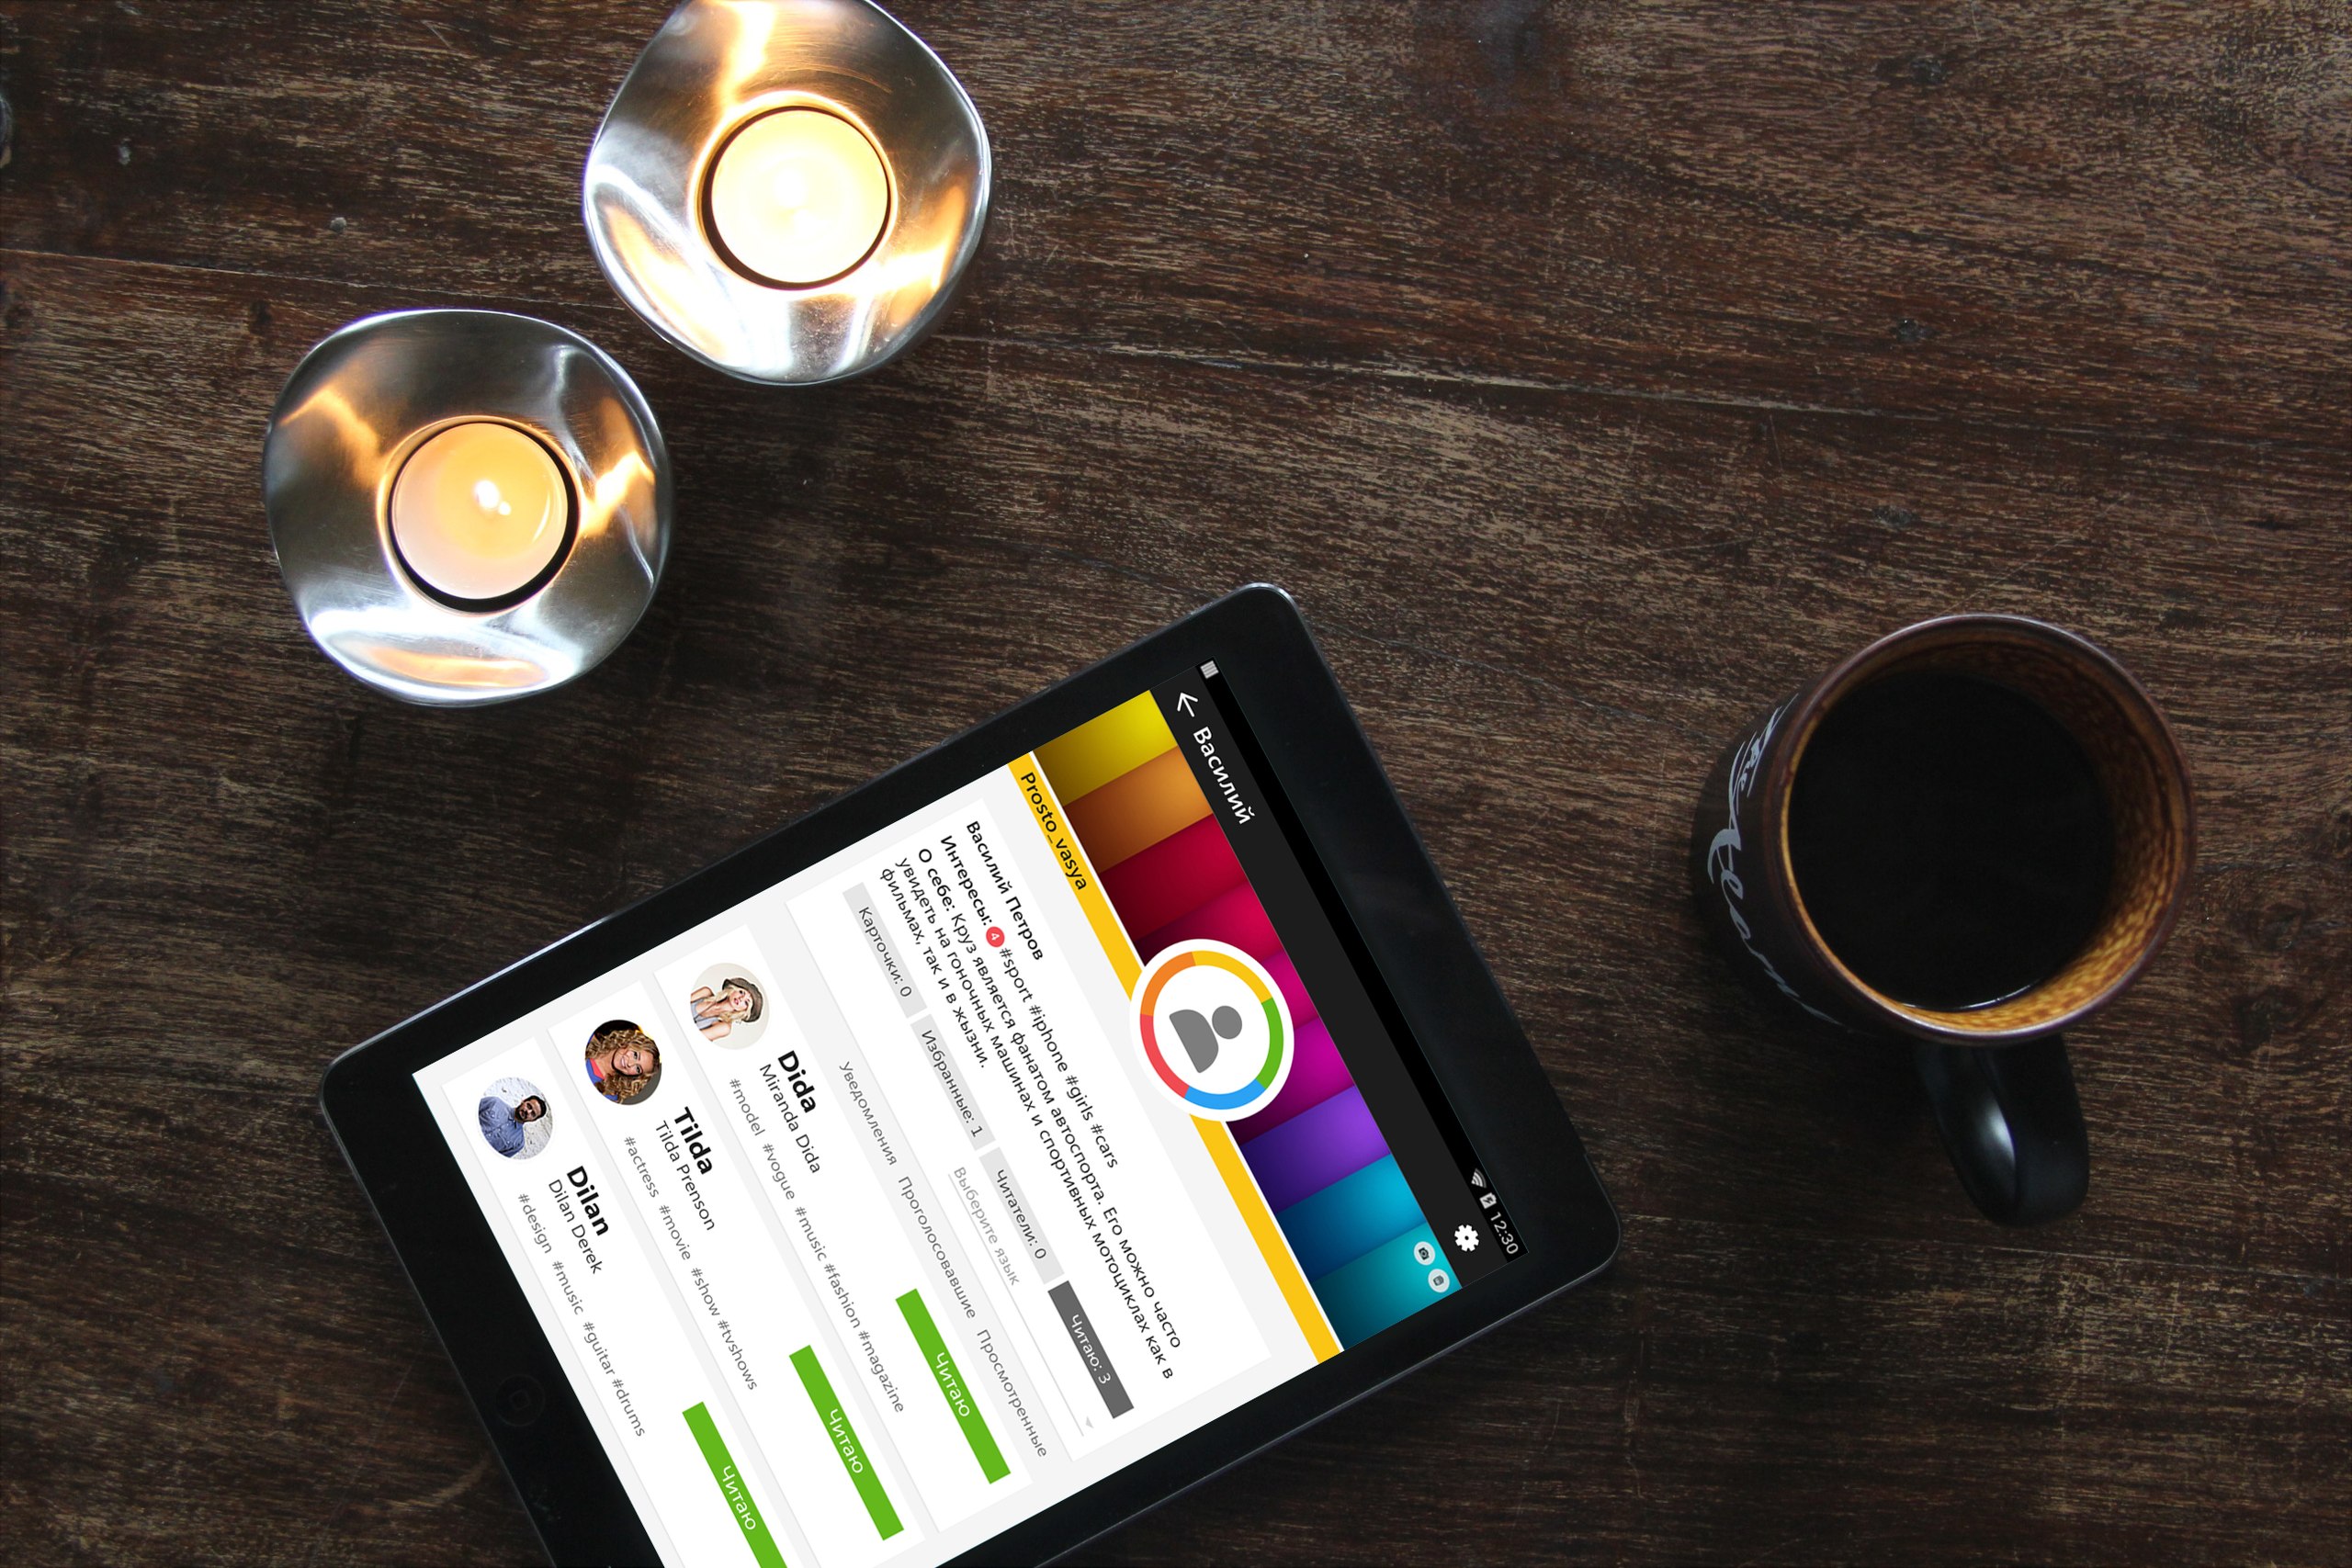 12:30
Василий
Prosto_vasya
Василий Петров
Интересы: 4 #sport #iphone #girls #cars
О себе: Круз является фанатом автоспорта. Его можно часто
увидеть на гоночных машинах и спортивных мотоциклах как в
фильмах, так и в жызни.
Карточки: 0
Избранные: 1
Читатели: 0
Читаю: 3
Выберите язык
Уведомления
Проголосовавшие
Просмотренные
Dida
Miranda Dida
#model #vogue #music #fashion #magazine
Читаю
Tilda
Tilda Prenson
#actress #movie #show #tvshows
Читаю
Dilan
Dilan Derek
#design #music #guitar #drums
Читаю